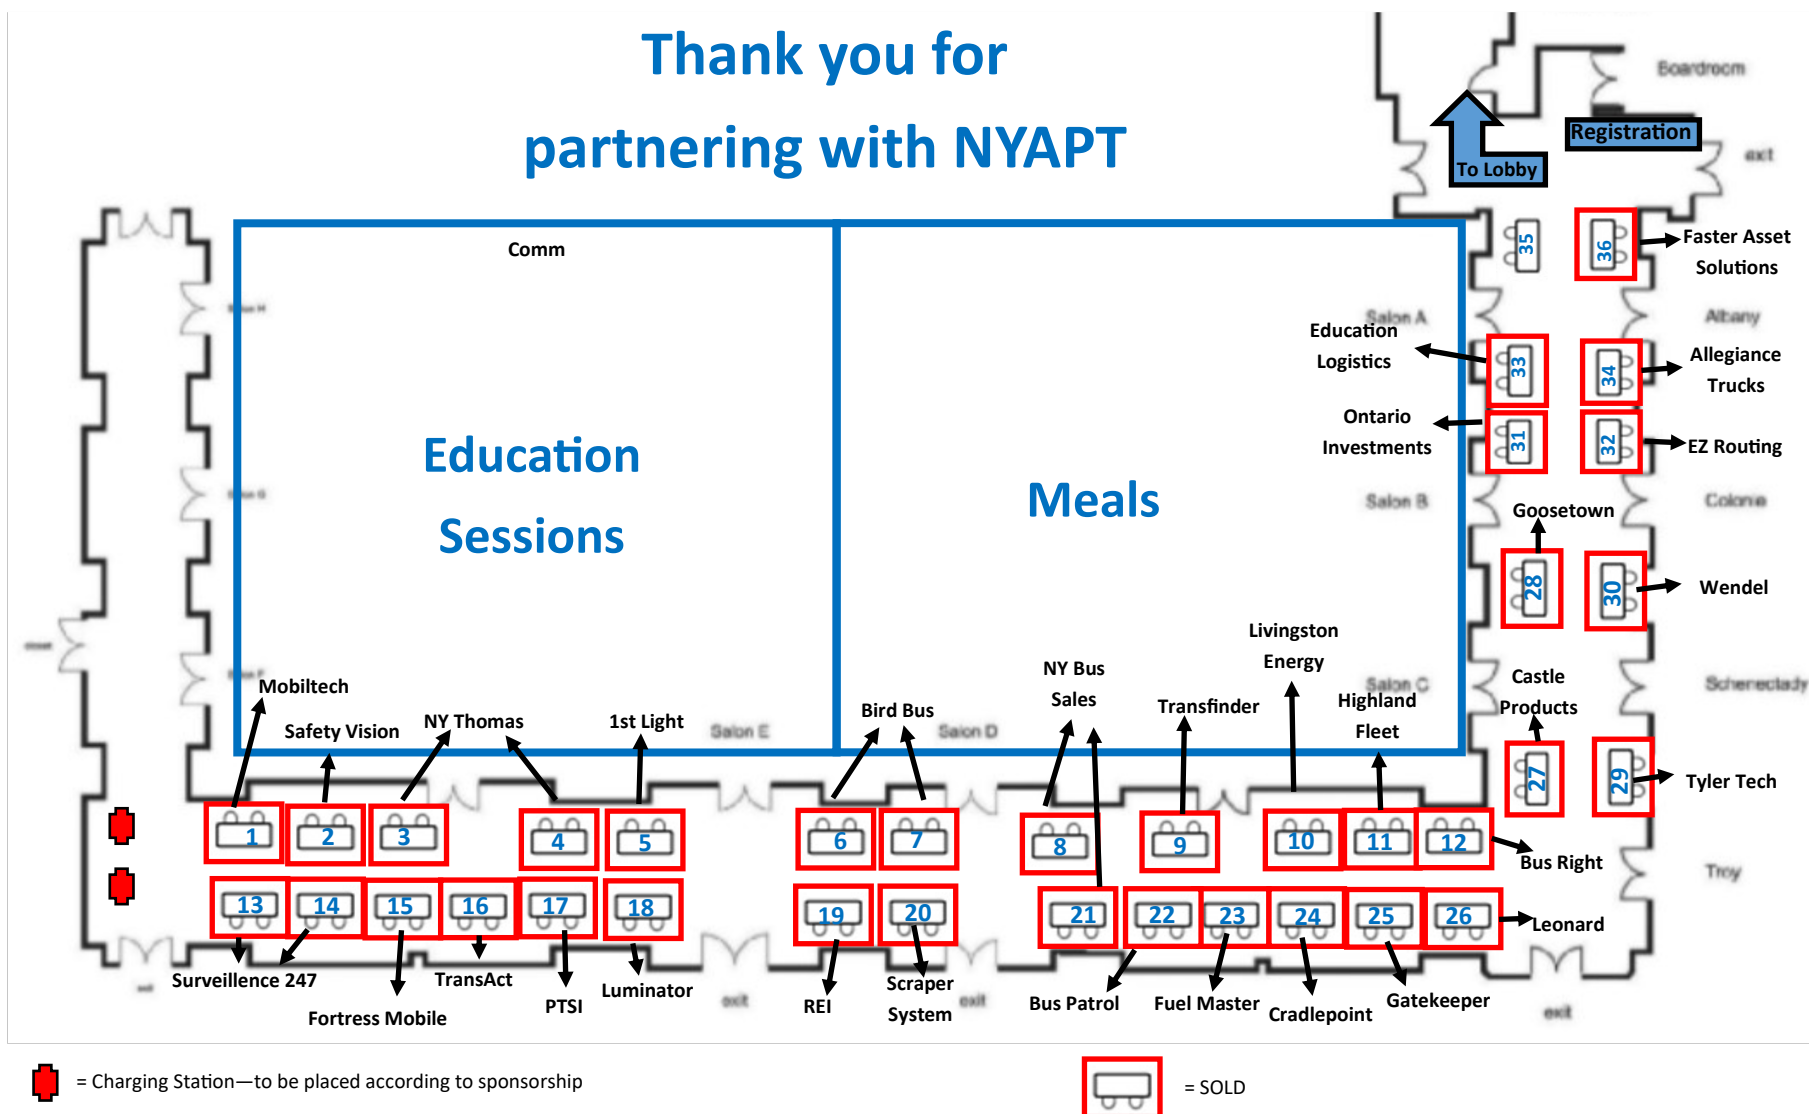 Thank you for
partnering with NYAPT
Boardroom
Registration
exit
To Lobby
Comm
35
36
Faster Asset
Solutions
Salon H
Salon A
Albany
Education
Logistics
33
34
Allegiance
Trucks
Ontario
Investments
31
32
EZ Routing
Education
Sessions
Meals
Salon G
Salon B
Colonie
Goosetown
28
30
Wendel
closet
Salon F
Salon C
Schenectady
Livingston
Energy
Castle
Products
27
29
Tyler Tech
Mobiltech
Safety Vision
NY Thomas
1st Light
Salon E
Bird Bus
Salon D
NY Bus
Sales
Transfinder
Highland
Fleet
1
2
3
4
5
6
7
8
9
10
11
12
Bus Right
Troy
13
14
15
16
17
18
19
20
21
22
23
24
25
26
Leonard
Surveillence 247
Fortress Mobile
TransAct
PTSI
Luminator
exit
REI
Scraper
System
exit
Bus Patrol
Fuel Master
Cradlepoint
Gatekeeper
exit
exit
= Charging Station—to be placed according to sponsorship
= SOLD